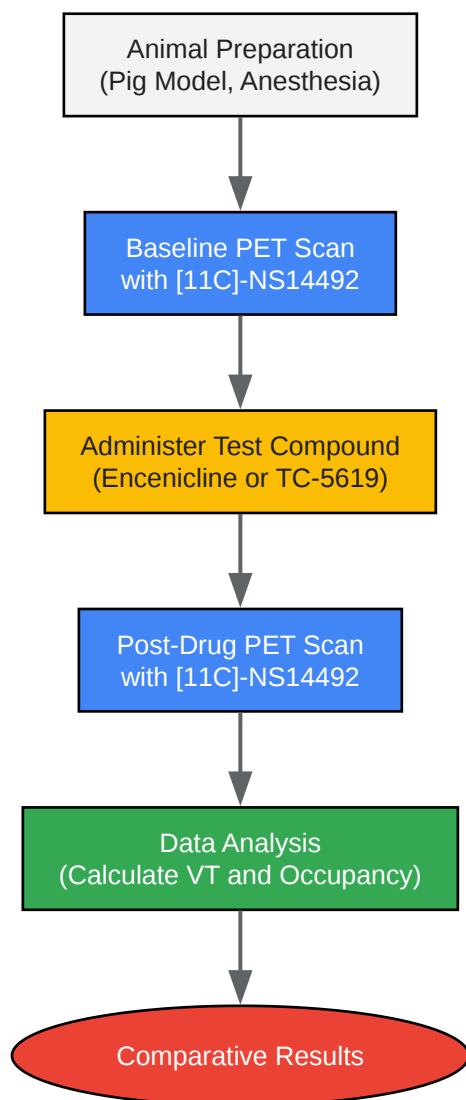 Animal Preparation
(Pig Model, Anesthesia)
Baseline PET Scan
with [11C]-NS14492
Administer Test Compound
(Encenicline or TC-5619)
Post-Drug PET Scan
with [11C]-NS14492
Data Analysis
(Calculate VT and Occupancy)
Comparative Results